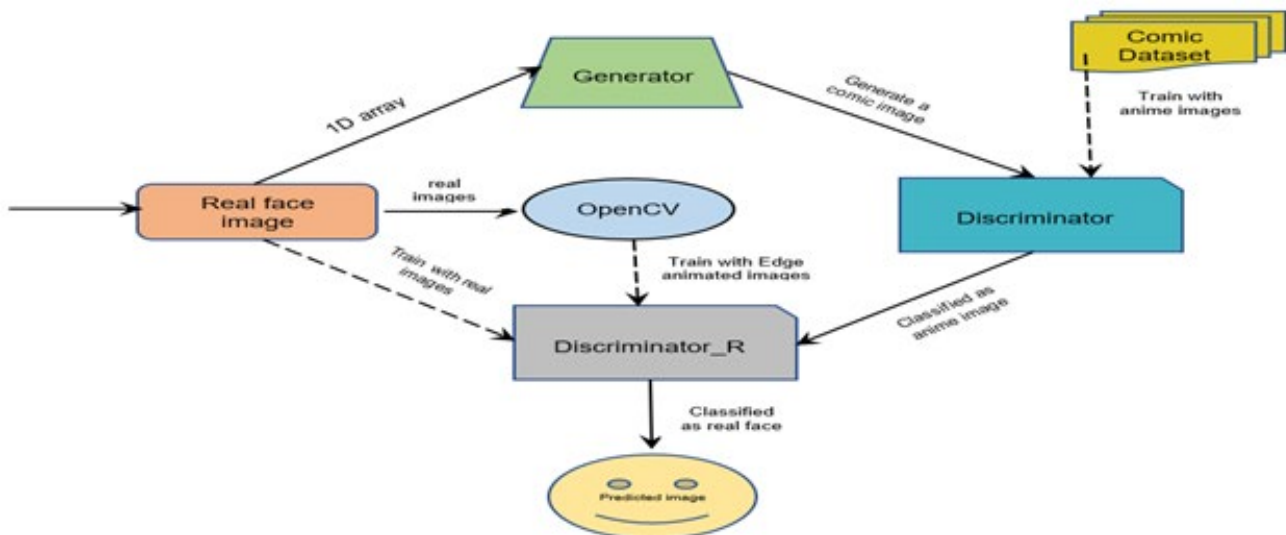 Comic
Dataset
Generator
Generate a
comic image
Train with
anime images
1D array
Real face
image
real
images
OpenCV
Discriminator
Train with real
images
Train with Edge
animated images
Classified as
anime image
Discriminator_R
Classified
as real face
Predicted image